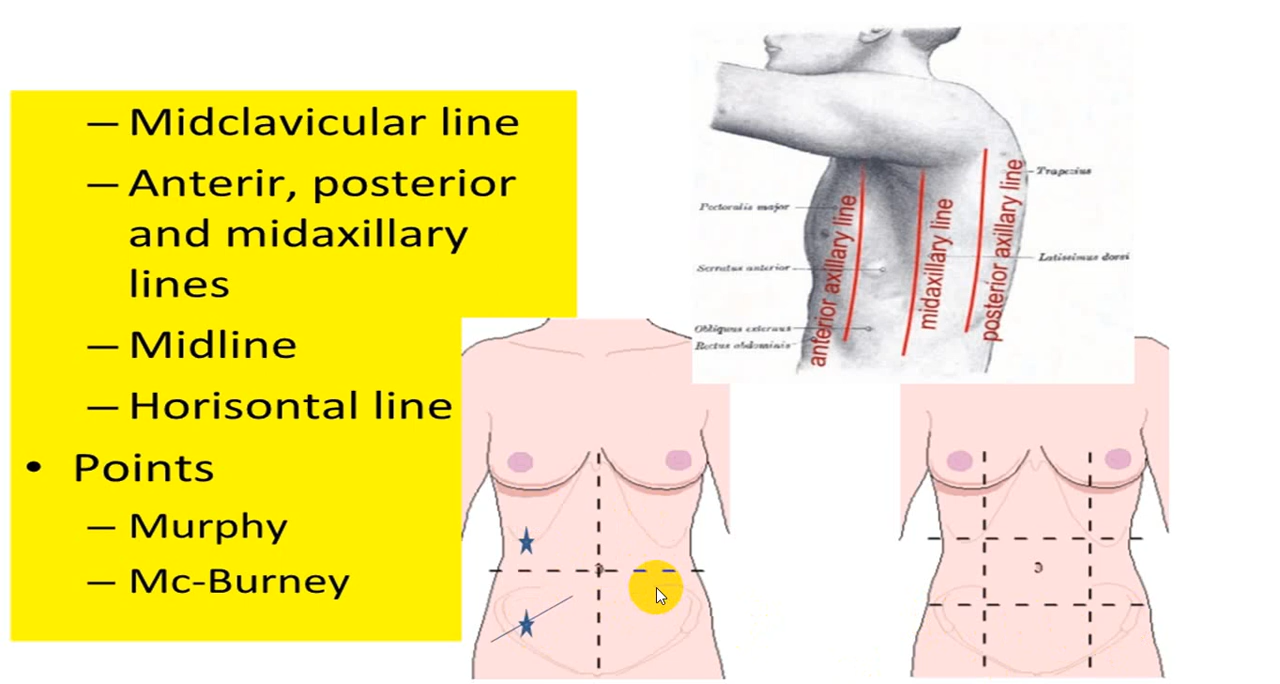 – Midclavicular line
– Anterir, posterior
and midaxillary
lines
– Midline
– Horisontal line
• Points
– Murphy
– Mc-Burney
Trapezius
Pectoralis major
Latissimus dorsi
Serratus anterior
Obliquus externus
Rectus abdominis
anterior axillary line
midaxillary line
posterior axillary line